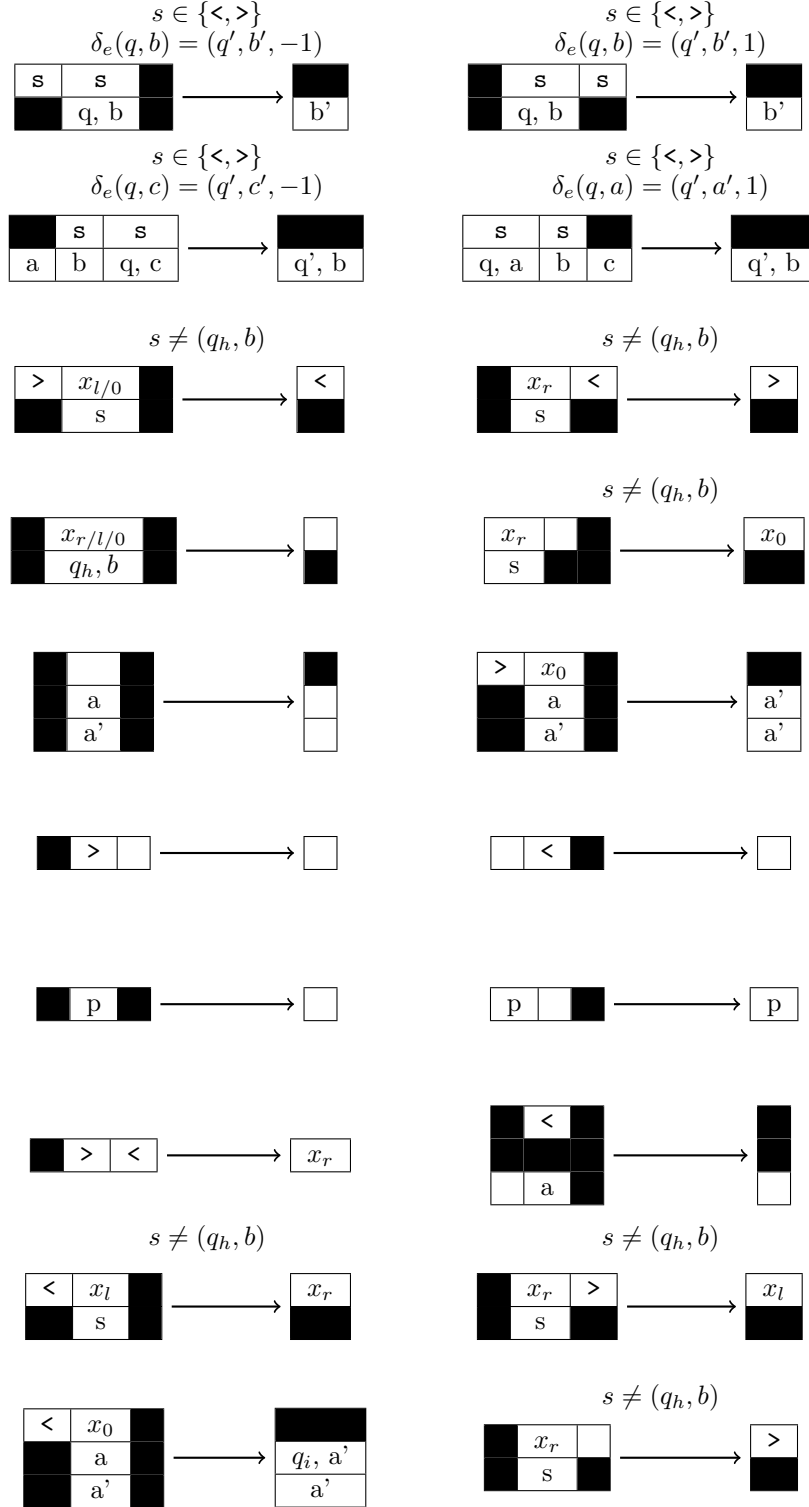 s ∈ {<, >} s ∈ {<, >}
δ_e(q, b) = (q′, b′, −1) δ_e(q, b) = (q′, b′, 1)
s s s s
q, b b' q, b b'
s ∈ {<, >} s ∈ {<, >}
δ_e(q, c) = (q′, c′, −1) δ_e(q, a) = (q′, a′, 1)
s s s s
a b q, c q', b q, a b c q', b
s ≠ (q_h, b) s ≠ (q_h, b)
> x_{l/0} < x_r < >
s s
s ≠ (q_h, b)
x_{r/l/0} x_r x_0
q_h, b s
> x_0
a a a'
a' a' a'
> <
p p p
> < x_r <
a
s ≠ (q_h, b) s ≠ (q_h, b)
< x_l x_r x_r > x_l
s s
s ≠ (q_h, b)
< x_0 x_r >
a q_i, a' s
a' a'